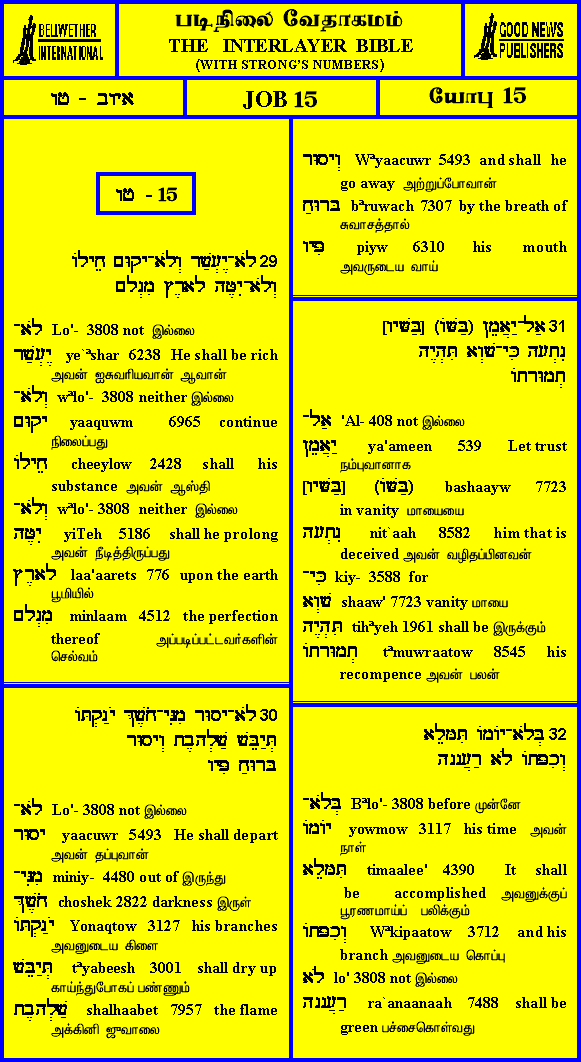 BELLWETHER
INTERNATIONAL
படிநிலை வேதாகமம்
THE INTERLAYER BIBLE
(WITH STRONG'S NUMBERS)
GOOD NEWS
PUBLISHERS
איוב - טו
JOB 15
யோபு 15
טו - 15
29 לֹא־יֶעְשַׁר וְלֹא־יָקוּם חֵילוֹ
וְלֹא־יִטֶּה לָאָרֶץ מִנְלָם
לֹא־ Lo'- 3808 not இல்லை
יֶעְשַׁר ye`ªshar 6238 He shall be rich
அவன் ஐசுவரியவான் ஆவான்
וְלֹא־ wªlo'- 3808 neither இல்லை
יָקוּם yaaquwm 6965 continue
நிலைப்பது
חֵילוֹ cheeylow 2428 shall his
substance அவன் ஆஸ்தி
וְלֹא־ wªlo'- 3808 neither இல்லை
יִטֶּה yiTeh 5186 shall he prolong
அவன் நீடித்திருப்பது
לָאָרֶץ laa'aarets 776 upon the earth
பூமியில்
מִנְלָם minlaam 4512 the perfection
thereof அப்படிப்பட்டவர்களின்
செல்வம்
30 לֹא־יָסוּר מִנִּי־חֹשֶׁךְ יֹנַקְתּוֹ
תְּיַבֵּשׁ שַׁלְהָבֶת וְיָסוּר
בְּרוּחַ פִּיו
לֹא־ Lo'- 3808 not இல்லை
יָסוּר yaacuwr 5493 He shall depart
அவன் தப்புவான்
מִנִּי־ miniy- 4480 out of இருந்து
חֹשֶׁךְ choshek 2822 darkness இருள்
יֹנַקְתּוֹ Yonaqtow 3127 his branches
அவனுடைய கிளை
תְּיַבֵּשׁ tªyabeesh 3001 shall dry up
காய்ந்துபோகப் பண்ணும்
שַׁלְהָבֶת shalhaabet 7957 the flame
அக்கினி ஜுவாலை
וְיָסוּר Wªyaacuwr 5493 and shall he
go away அற்றுப்போவான்
בְּרוּחַ bªruwach 7307 by the breath of
சுவாசத்தால்
פִּיו piyw 6310 his mouth
அவருடைய வாய்
31 אַל־יַאֲמֵן (בַּשּׁוֹ) [בַּשָּׁיו]
נִתְעָה כִּי־שָׁוְא תִּהְיֶה
תְמוּרָתוֹ
אַל־ 'Al- 408 not இல்லை
יַאֲמֵן ya'ameen 539 Let trust
நம்புவானாக
(בַּשּׁוֹ) [בַּשָּׁיו] bashaayw 7723
in vanity மாயையை
נִתְעָה nit`aah 8582 him that is
deceived அவன் வழிதப்பினவன்
כִּי־ kiy- 3588 for
שָׁוְא shaaw' 7723 vanity மாயை
תִּהְיֶה tihªyeh 1961 shall be இருக்கும்
תְמוּרָתוֹ tªmuwraatow 8545 his
recompence அவன் பலன்
32 בְּלֹא־יוֹמוֹ תִּמָּלֵא
וְכִפָּתוֹ לֹא רַעֲנָנָה
בְּלֹא־ Bªlo'- 3808 before முன்னே
יוֹמוֹ yowmow 3117 his time அவன்
நாள்
תִּמָּלֵא timaalee' 4390 It shall
be accomplished அவனுக்குப்
பூரணமாய்ப் பலிக்கும்
וְכִפָּתוֹ Wªkipaatow 3712 and his
branch அவனுடைய கொப்பு
לֹא lo' 3808 not இல்லை
רַעֲנָנָה ra`anaanaah 7488 shall be
green பச்சைகொள்வது